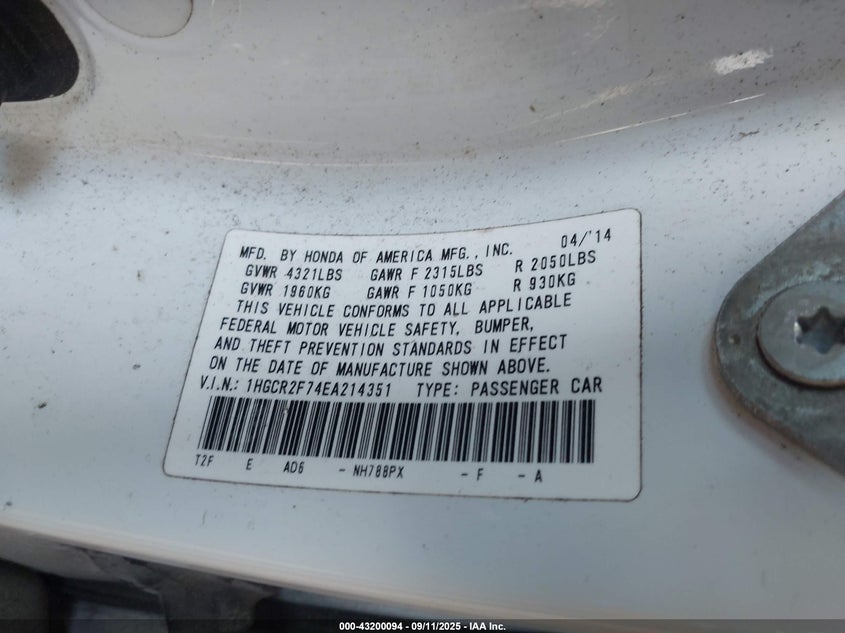 MFD. BY HONDA OF AMERICA MFG., INC. 04/'14
GVWR 4321LBS GAWR F 2315LBS R 2050LBS
GVWR 1960KG GAWR F 1050KG R 930KG
THIS VEHICLE CONFORMS TO ALL APPLICABLE
FEDERAL MOTOR VEHICLE SAFETY, BUMPER,
AND THEFT PREVENTION STANDARDS IN EFFECT
ON THE DATE OF MANUFACTURE SHOWN ABOVE.
V.I.N.: 1HGCR2F74EA214351 TYPE: PASSENGER CAR
T2F E AD6 - NH788PX - F - A
000-43200094 - 09/11/2025 - IAA Inc.